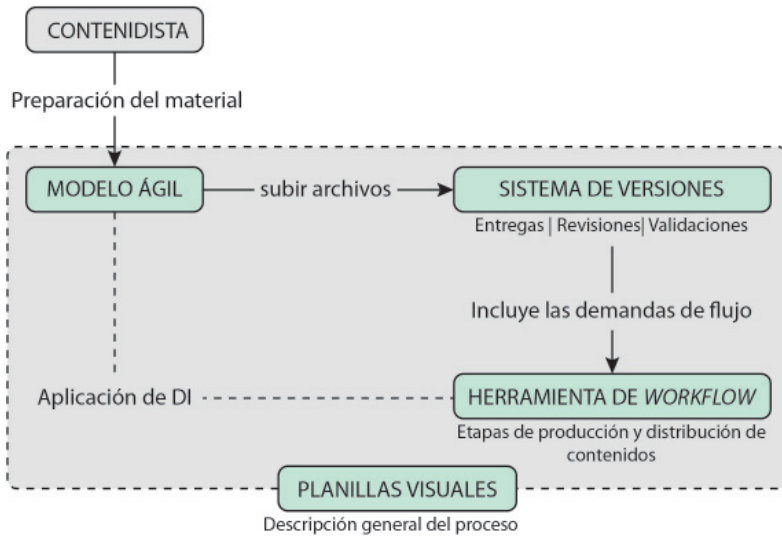 CONTENIDISTA
Preparación del material
MODELO ÁGIL
subir archivos
SISTEMA DE VERSIONES
Entregas | Revisiones| Validaciones
Incluye las demandas de flujo
Aplicación de DI
HERRAMIENTA DE WORKFLOW
Etapas de producción y distribución de
contenidos
PLANILLAS VISUALES
Descripción general del proceso